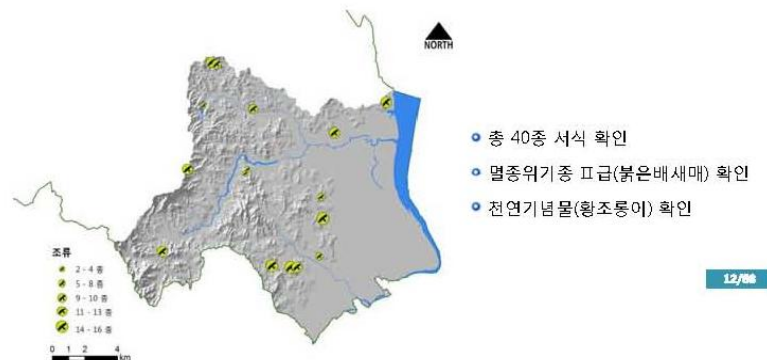 NORTH
총 40종 서식 확인
멸종위기종 Ⅱ급(붉은배새매) 확인
천연기념물(황조롱이) 확인
조류
2 - 4 종
5 - 8 종
9 - 10 종
11 - 13 종
14 - 16 종
0 1 2 4
km